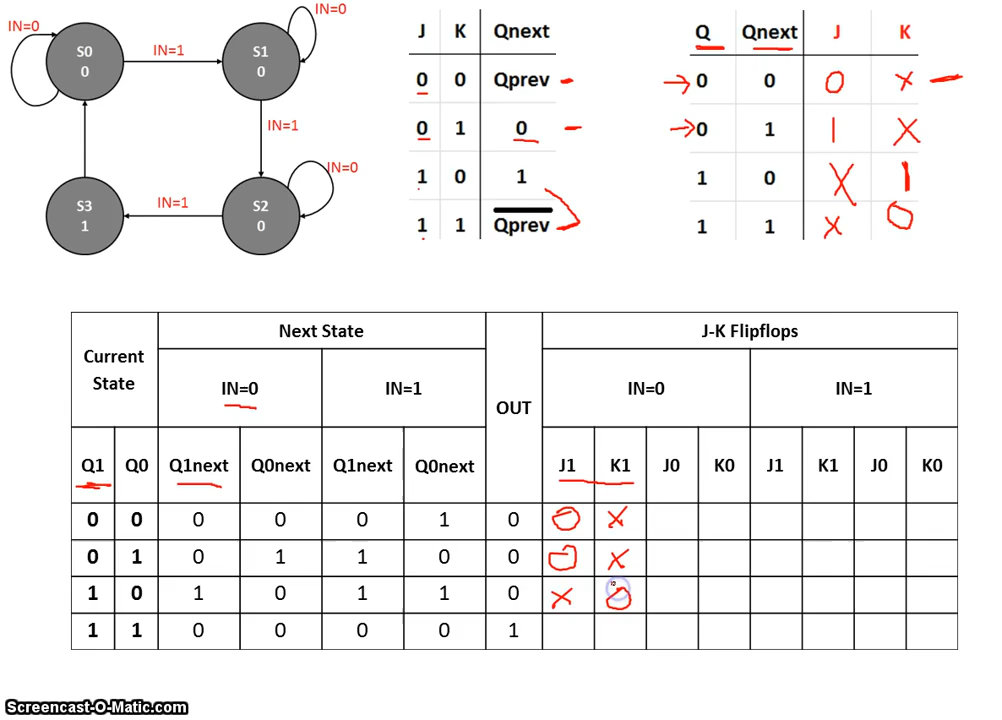 IN=0
IN=0
S0
0
IN=1
S1
0
IN=1
IN=0
S3
1
IN=1
S2
0
J K Qnext
0 0 Qprev
0 1 0
1 0 1
1 1 Qprev
Q Qnext J K
0 0 0 X
0 1 1 X
1 0 X 1
1 1 X 0
Current State
Next State
OUT
J-K Flipflops
IN=0 IN=1 IN=0 IN=1
Q1 Q0 Q1next Q0next Q1next Q0next J1 K1 J0 K0 J1 K1 J0 K0
0 0 0 0 0 1 0 0 X
0 1 0 1 1 0 0 0 X
1 0 1 0 1 1 0 X 0
1 1 0 0 0 0 1
Screencast-O-Matic.com